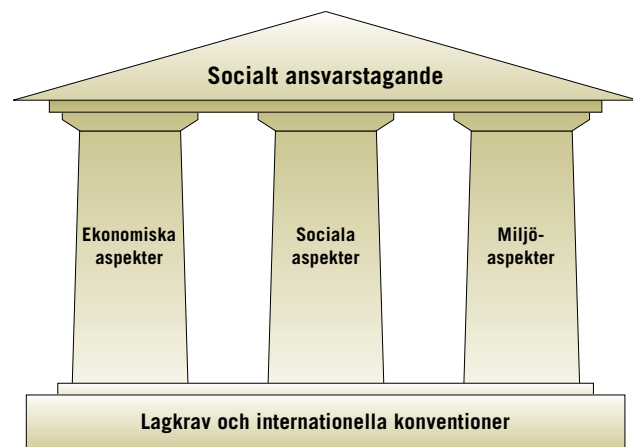 Socialt ansvarstagande
Ekonomiska
aspekter
Sociala
aspekter
Miljö-
aspekter
Lagkrav och internationella konventioner